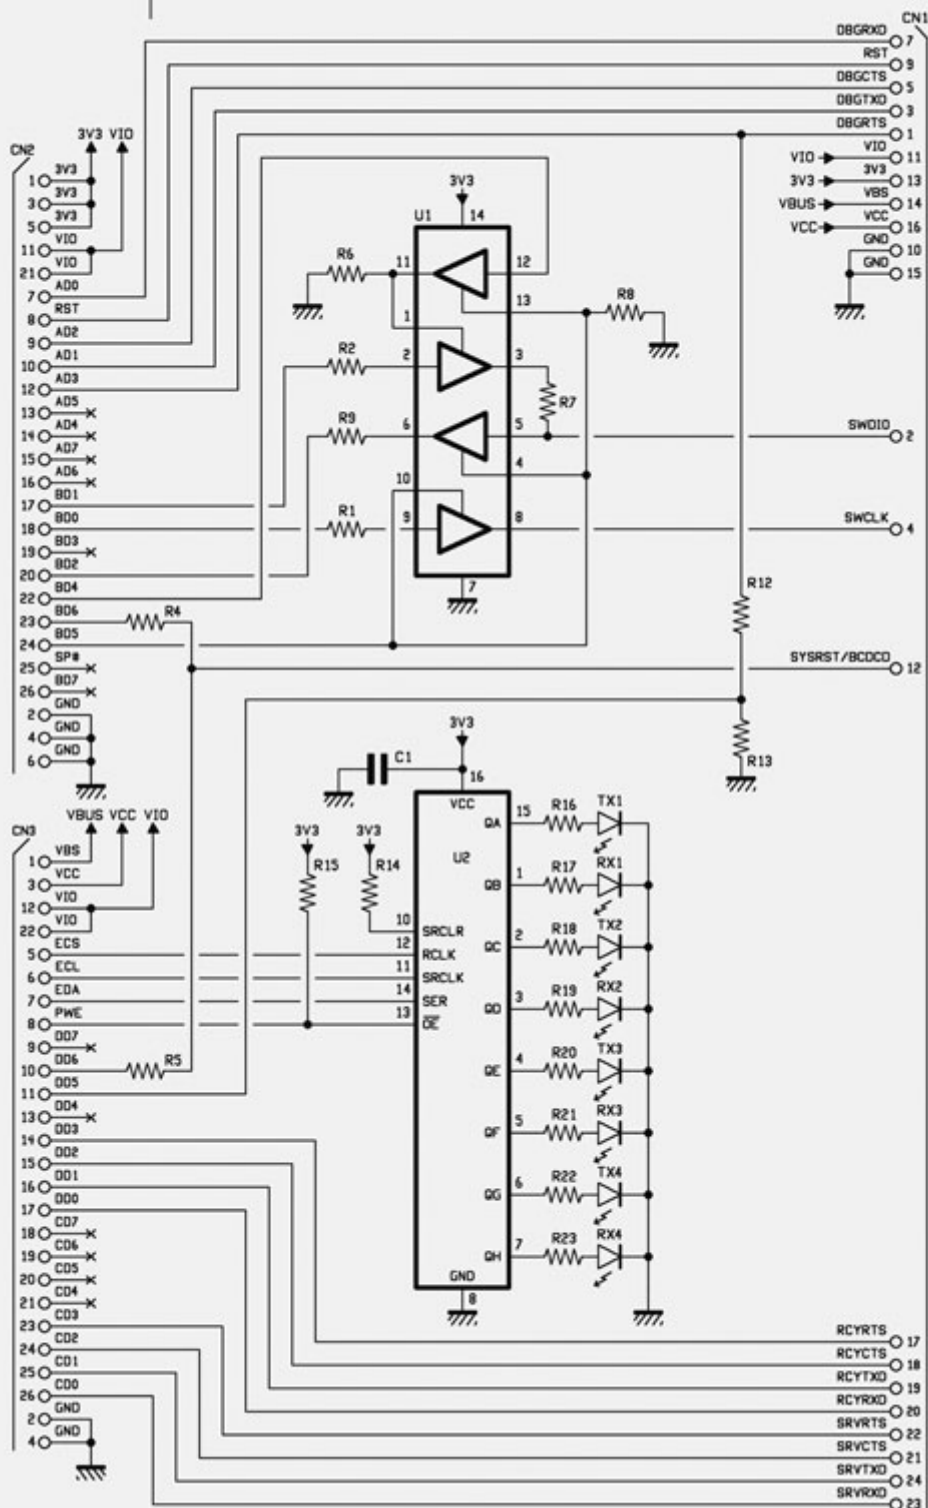 CN1
DBGRXD 7
RST 9
DBGCTS 5
DBGTXD 3
DBGRTS 1
VIO VIO 11
3V3 3V3 13
VBUS VBS 14
VCC VCC 16
GND 10
GND 15
3V3 VIO
CN2
1 3V3
3 3V3
5 3V3
11 VIO
21 VIO
7 AD0
8 RST
9 AD2
10 AD1
12 AD3
13 AD5
14 AD4
15 AD7
16 AD6
17 BD1
18 BD0
19 BD3
20 BD2
22 BD4
23 BD6
24 BD5
25 SP#
26 BD7
2 GND
4 GND
6 GND
3V3
U1 14
R6 11 12
13 R8
1
R2 2 3
R7
R9 6 5
4
10
R1 9 8
7
SWDIO 2
SWCLK 4
R12
R4
SYSRST/BCDCD 12
R13
3V3
C1 16
VCC
U2
VBUS VCC VIO
CN3
1 VBS
3 VCC
12 VIO
22 VIO
5 ECS
6 ECL
7 EDA
8 PWE
9 DD7
10 DD6
11 DD5
13 DD4
14 DD3
15 DD2
16 DD1
17 DD0
18 CD7
19 CD6
20 CD5
21 CD4
23 CD3
24 CD2
25 CD1
26 CD0
2 GND
4 GND
3V3 3V3
R15 R14
R5
10 SRCLR
12 RCLK
11 SRCLK
14 SER
13 OE
QA 15 R16 TX1
QB 1 R17 RX1
QC 2 R18 TX2
QD 3 R19 RX2
QE 4 R20 TX3
QF 5 R21 RX3
QG 6 R22 TX4
QH 7 R23 RX4
GND
8
RCYRTS 17
RCYCTS 18
RCYTXD 19
RCYRXD 20
SRVRTS 22
SRVCTS 21
SRVTXD 24
SRVRXD 23